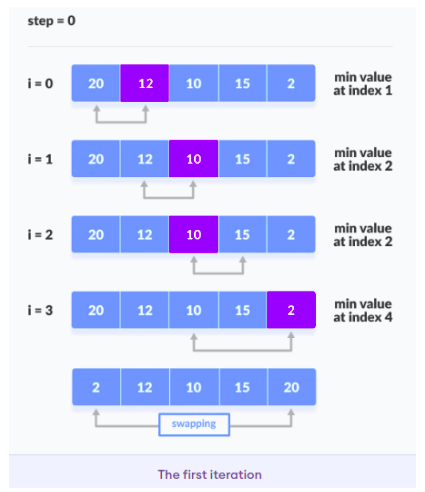 step = 0
i = 0 20 12 10 15 2 min value
at index 1
i = 1 20 12 10 15 2 min value
at index 2
i = 2 20 12 10 15 2 min value
at index 2
i = 3 20 12 10 15 2 min value
at index 4
2 12 10 15 20
swapping
The first iteration